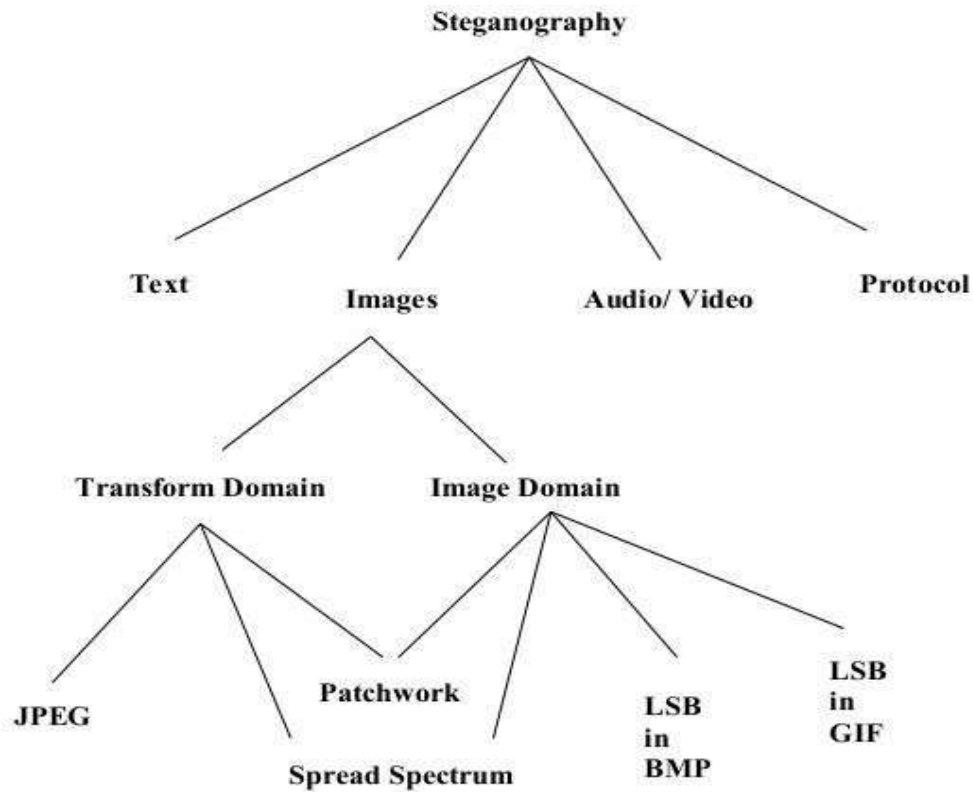 Steganography
Text
Images
Audio/ Video
Protocol
Transform Domain
Image Domain
JPEG
Patchwork
Spread Spectrum
LSB
in
BMP
LSB
in
GIF